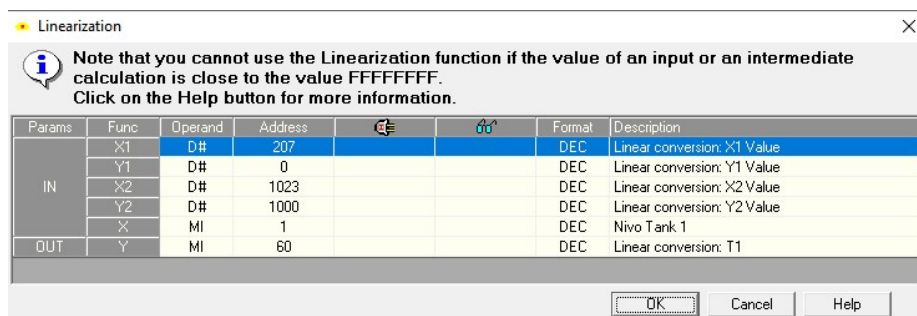 Linearization
Note that you cannot use the Linearization function if the value of an input or an intermediate
calculation is close to the value FFFFFFFF.
Click on the Help button for more information.
Params Func Operand Address Format Description
X1 D# 207 DEC Linear conversion: X1 Value
Y1 D# 0 DEC Linear conversion: Y1 Value
IN X2 D# 1023 DEC Linear conversion: X2 Value
Y2 D# 1000 DEC Linear conversion: Y2 Value
X MI 1 DEC Nivo Tank 1
OUT Y MI 60 DEC Linear conversion: T1
OK Cancel Help